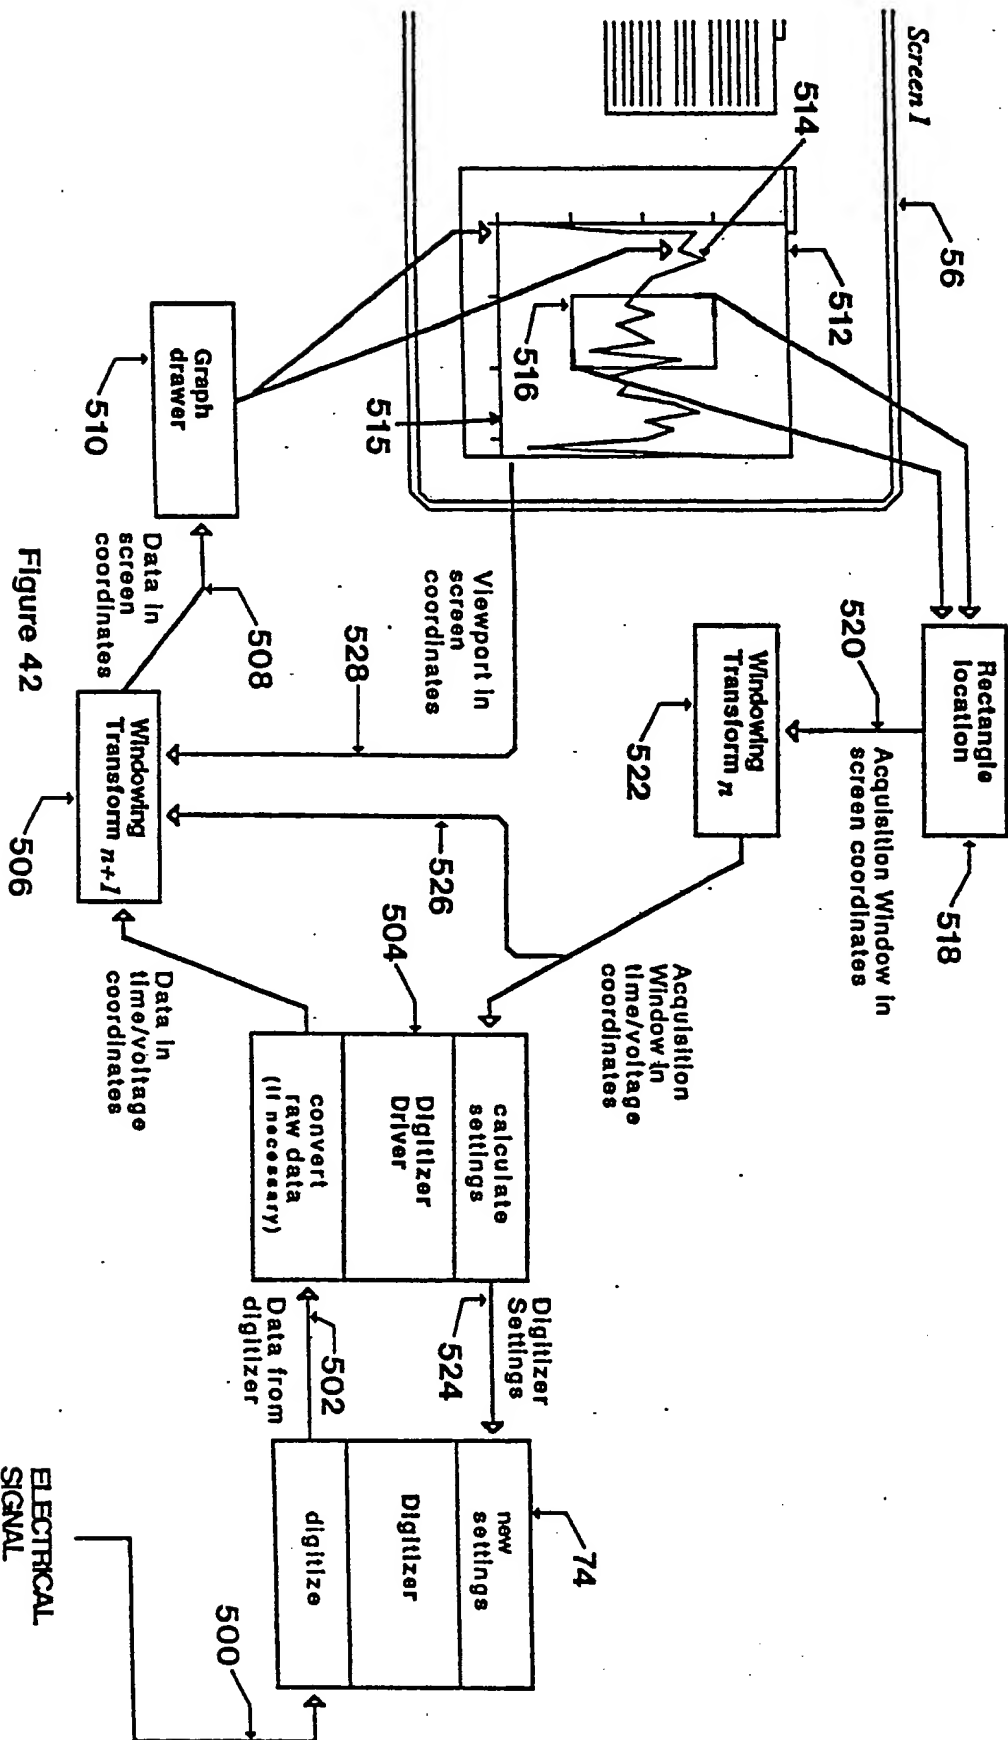 Screen 1
56
514
512
516
515
Rectangle
location
518
520
Acquisition Window in
screen coordinates
Windowing
Transform n
522
Viewport in
screen
coordinates
528
526
Graph
drawer
510
Data in
screen
coordinates
508
Windowing
Transform n+1
506
Acquisition
Window in
time/voltage
coordinates
504
Data in
time/voltage
coordinates
calculate
settings
Digitizer
Driver
convert
raw data
(if necessary)
Digitizer
Settings
524
502
Data from
digitizer
new
settings
Digitizer
digitize
74
500
ELECTRICAL
SIGNAL
Figure 42